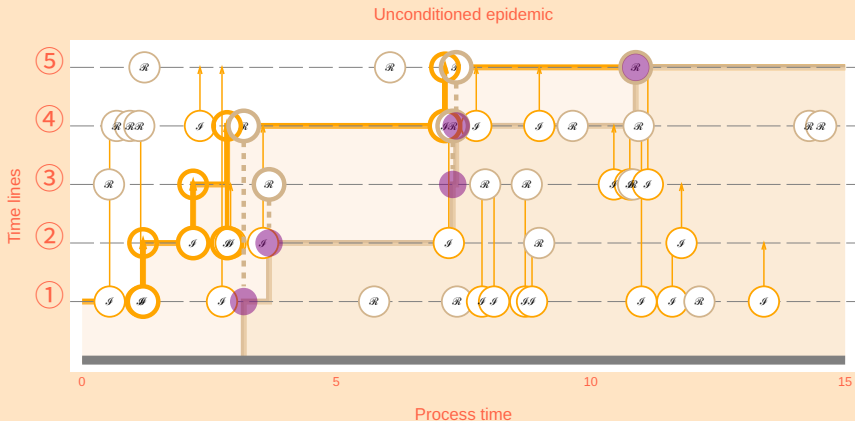 Unconditioned epidemic
Time lines
⑤ ℛ ℛ ℛ
④ ℛ ℛ ℛ ℐ ℛ ℐ ℛ ℐ ℐ ℛ ℛ ℛ ℛ
③ ℛ ℛ ℛ ℛ ℐ ℐ
② ℐ ℐ ℐ ℛ ℐ
① ℐ ℐ ℛ ℛ ℐ ℐ ℐ ℐ ℐ ℐ ℛ ℐ
0 5 10 15
Process time